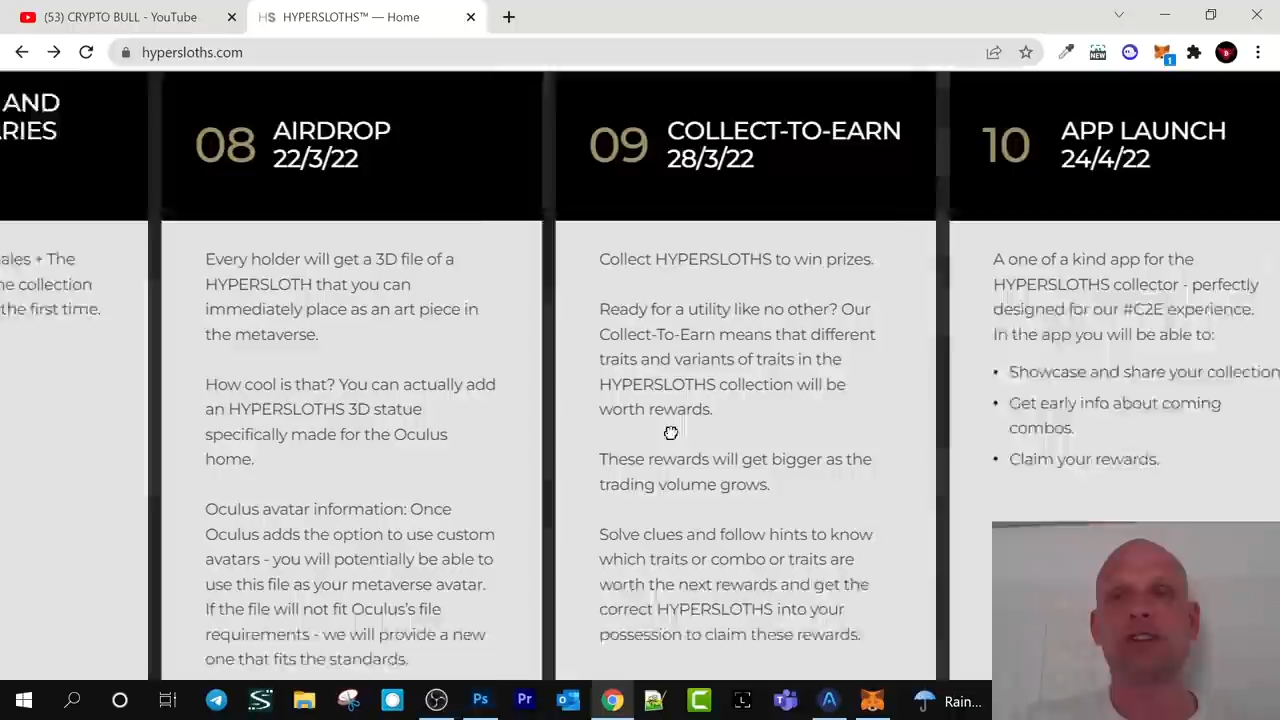 (53) CRYPTO BULL - YouTube
HS HYPERSLOTHS™ — Home
hypersloths.com
NEW
1
AND
ARIES
ales + The
ne collection
the first time.
08 AIRDROP
22/3/22
Every holder will get a 3D file of a
HYPERSLOTH that you can
immediately place as an art piece in
the metaverse.
How cool is that? You can actually add
an HYPERSLOTHS 3D statue
specifically made for the Oculus
home.
Oculus avatar information: Once
Oculus adds the option to use custom
avatars - you will potentially be able to
use this file as your metaverse avatar.
If the file will not fit Oculus's file
requirements - we will provide a new
one that fits the standards.
09 COLLECT-TO-EARN
28/3/22
Collect HYPERSLOTHS to win prizes.
Ready for a utility like no other? Our
Collect-To-Earn means that different
traits and variants of traits in the
HYPERSLOTHS collection will be
worth rewards.
These rewards will get bigger as the
trading volume grows.
Solve clues and follow hints to know
which traits or combo or traits are
worth the next rewards and get the
correct HYPERSLOTHS into your
possession to claim these rewards.
10 APP LAUNCH
24/4/22
A one of a kind app for the
HYPERSLOTHS collector - perfectly
designed for our #C2E experience.
In the app you will be able to:
• Showcase and share your collection
• Get early info about coming
combos.
• Claim your rewards.
Ps
Pr
Rain...